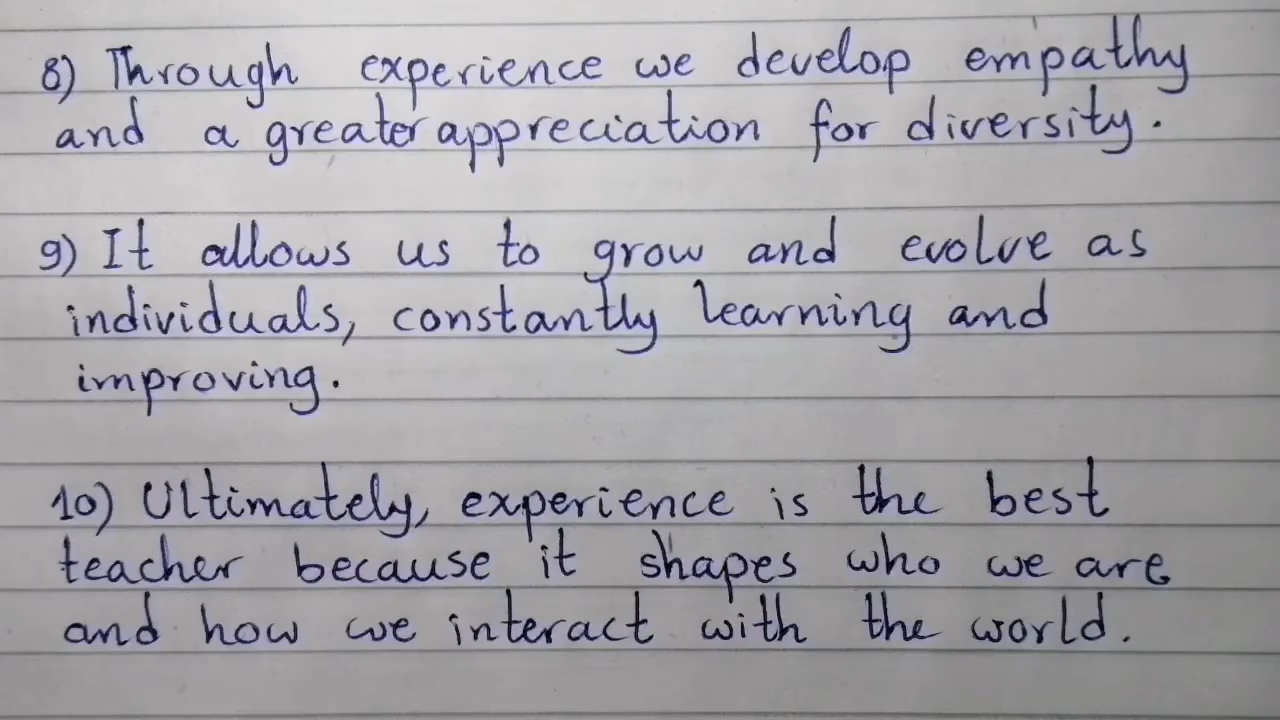 8) Through experience we develop empathy
and a greater appreciation for diversity.
9) It allows us to grow and evolve as
individuals, constantly learning and
improving.
10) Ultimately, experience is the best
teacher because it shapes who we are
and how we interact with the world.